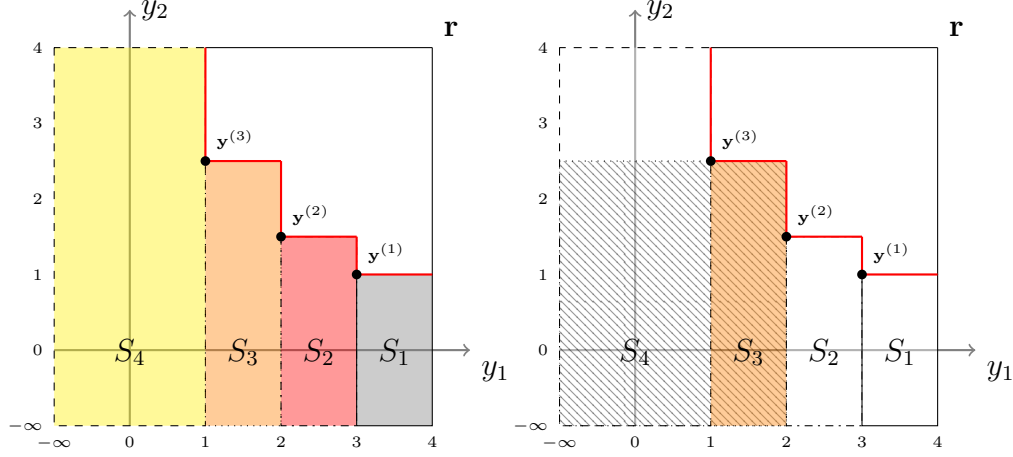 y₂
r
4
3
y⁽³⁾
2
y⁽²⁾
y⁽¹⁾
1
0
S₄
S₃
S₂
S₁
y₁
−∞
−∞
0
1
2
3
4
y₂
r
4
3
y⁽³⁾
2
y⁽²⁾
y⁽¹⁾
1
0
S₄
S₃
S₂
S₁
y₁
−∞
−∞
0
1
2
3
4